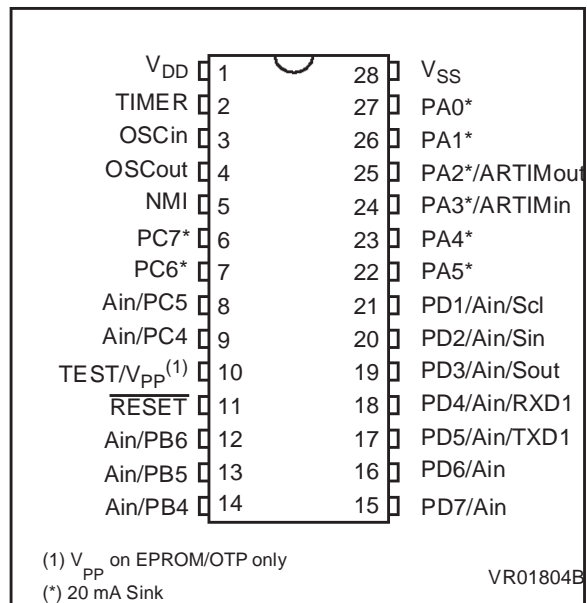 VDD 1 28 VSS
TIMER 2 27 PA0*
OSCin 3 26 PA1*
OSCout 4 25 PA2*/ARTIMout
NMI 5 24 PA3*/ARTIMin
PC7* 6 23 PA4*
PC6* 7 22 PA5*
Ain/PC5 8 21 PD1/Ain/Scl
Ain/PC4 9 20 PD2/Ain/Sin
TEST/VPP(1) 10 19 PD3/Ain/Sout
RESET 11 18 PD4/Ain/RXD1
Ain/PB6 12 17 PD5/Ain/TXD1
Ain/PB5 13 16 PD6/Ain
Ain/PB4 14 15 PD7/Ain
(1) VPP on EPROM/OTP only
(*) 20 mA Sink
VR01804B